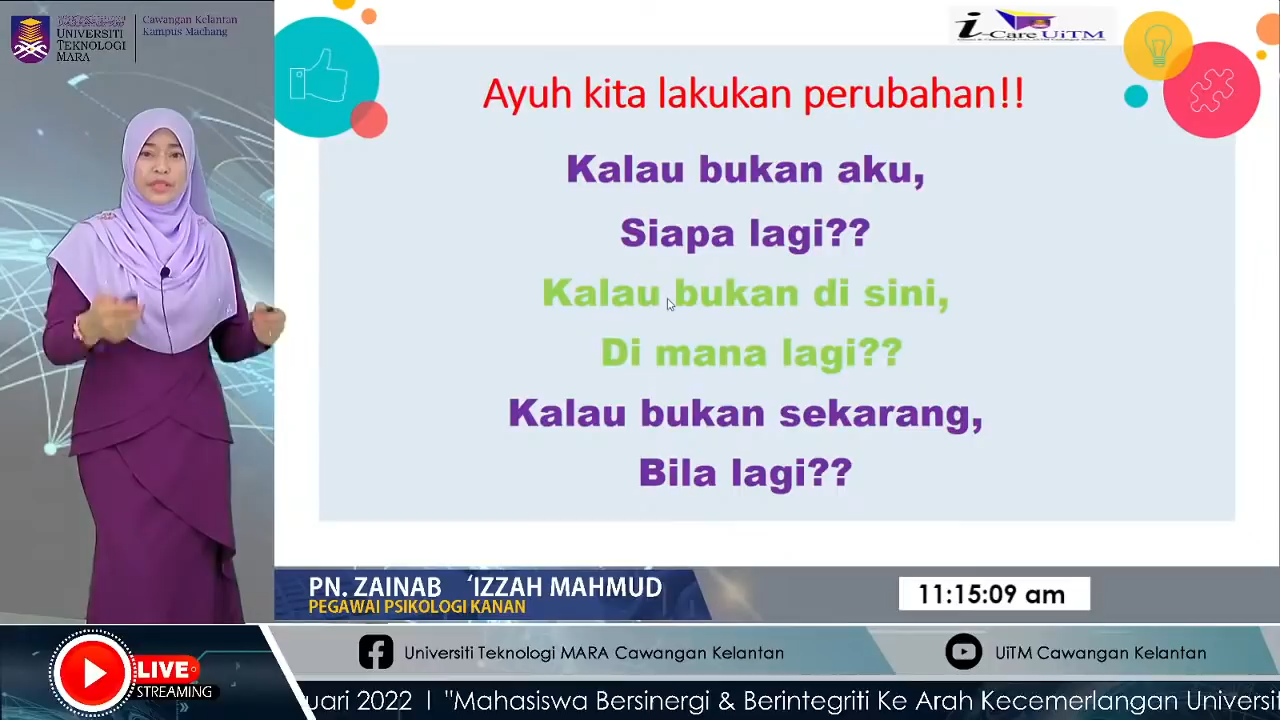 UNIVERSITI
TEKNOLOGI
MARA
Cawangan Kelantan
Kampus Machang
i-Care UiTM
Ayuh kita lakukan perubahan!!
Kalau bukan aku,
Siapa lagi??
Kalau bukan di sini,
Di mana lagi??
Kalau bukan sekarang,
Bila lagi??
PN. ZAINAB 'IZZAH MAHMUD
PEGAWAI PSIKOLOGI KANAN
11:15:09 am
LIVE
STREAMING
Universiti Teknologi MARA Cawangan Kelantan
UiTM Cawangan Kelantan
uari 2022 | "Mahasiswa Bersinergi & Berintegriti Ke Arah Kecemerlangan Universi